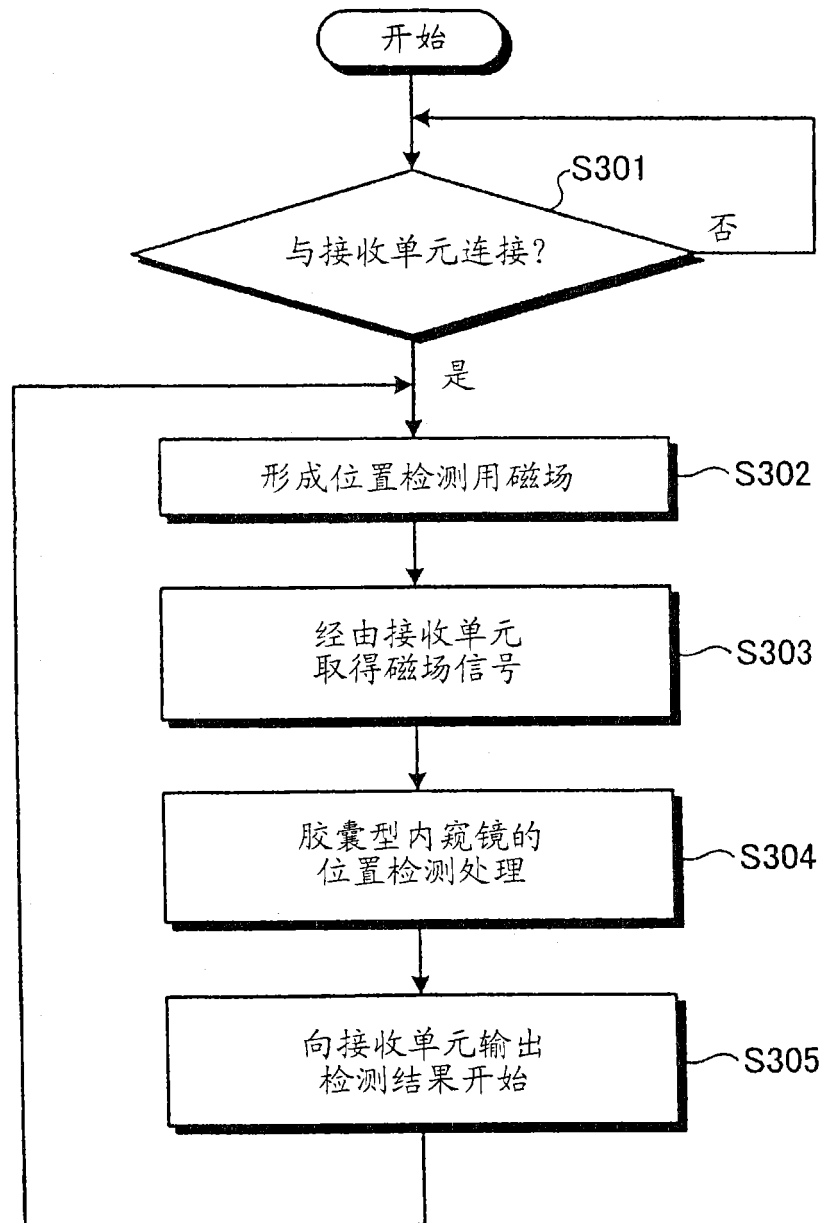 开始
S301
与接收单元连接?
否
是
形成位置检测用磁场
S302
经由接收单元
取得磁场信号
S303
胶囊型内窥镜的
位置检测处理
S304
向接收单元输出
检测结果开始
S305